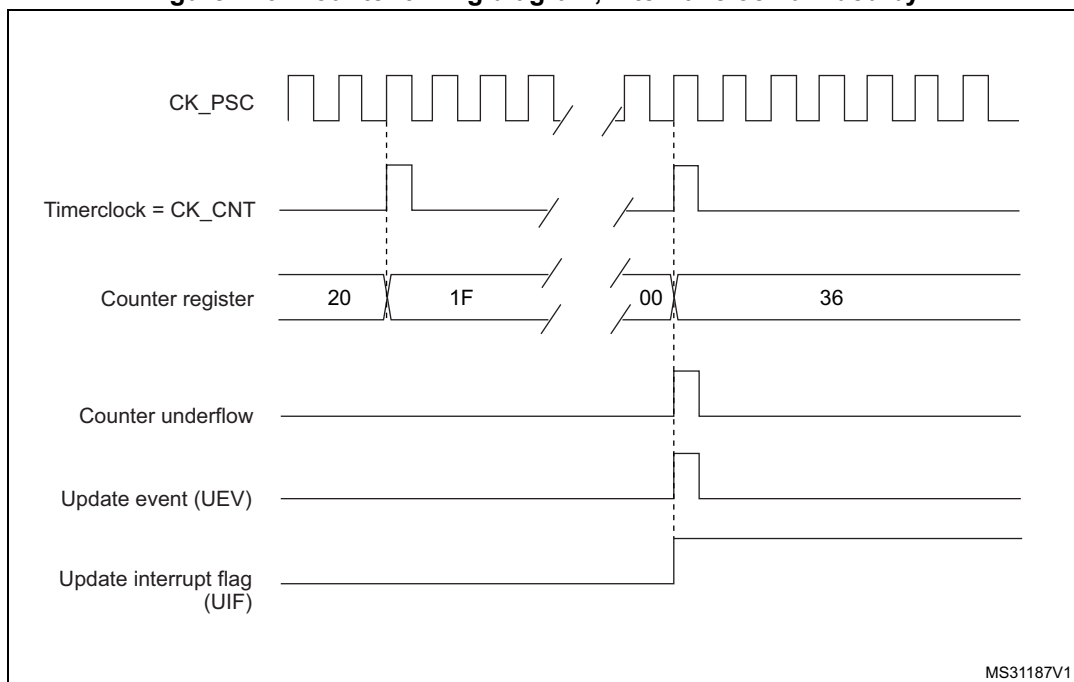 CK_PSC
Timerclock = CK_CNT
Counter register
20
1F
00
36
Counter underflow
Update event (UEV)
Update interrupt flag
(UIF)
MS31187V1